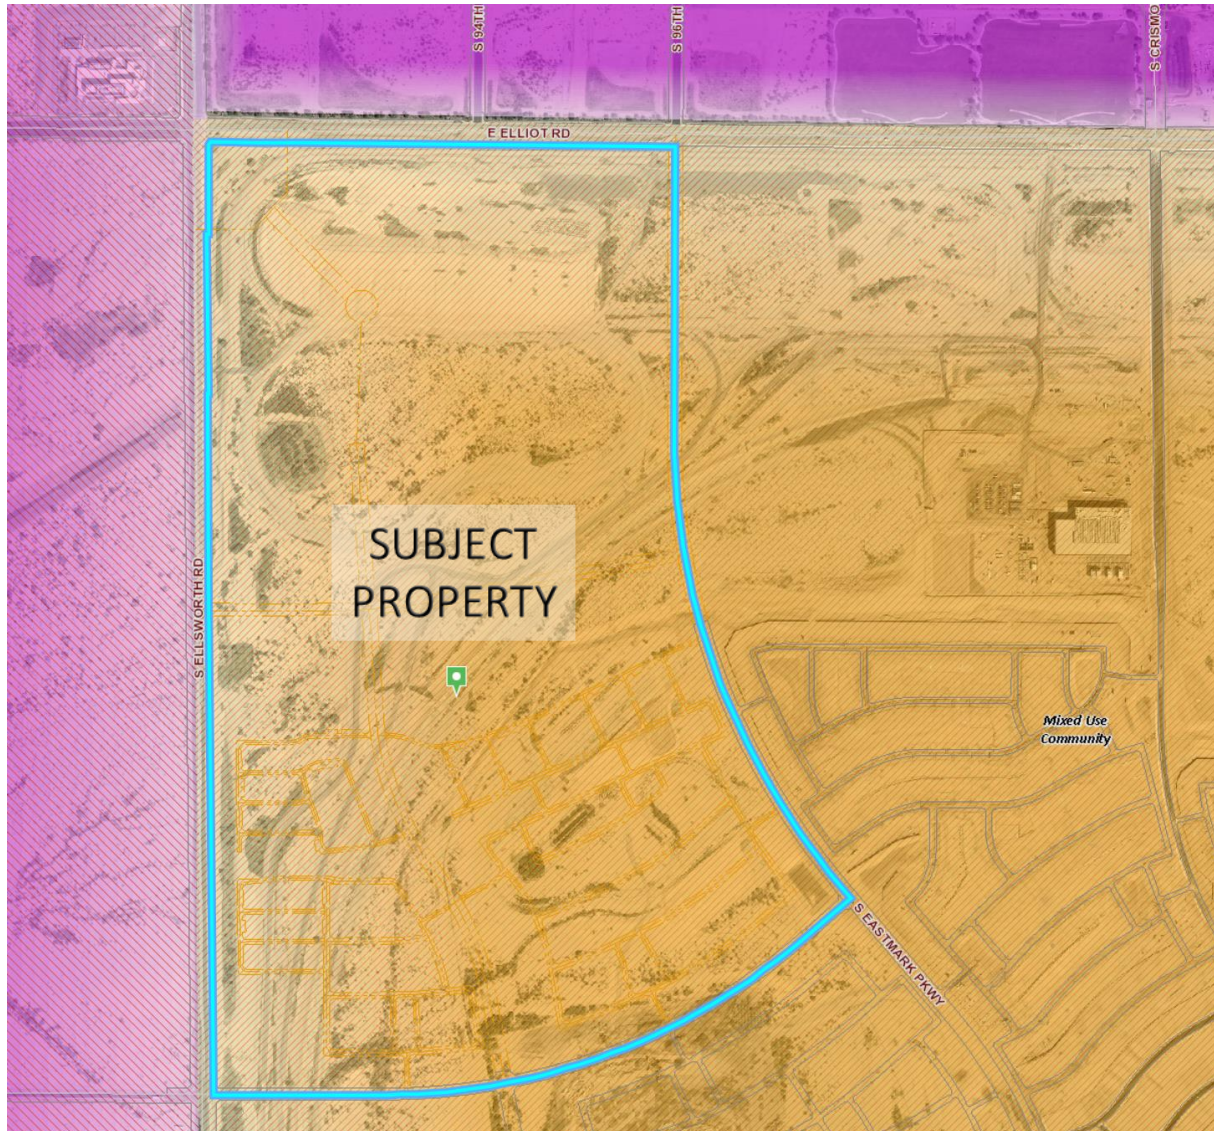 S 94TH
S 96TH
S CRISMO
E ELLIOT RD
SUBJECT
PROPERTY
S ELLSWORTH RD
Mixed Use
Community
S EASTMARK PKWY